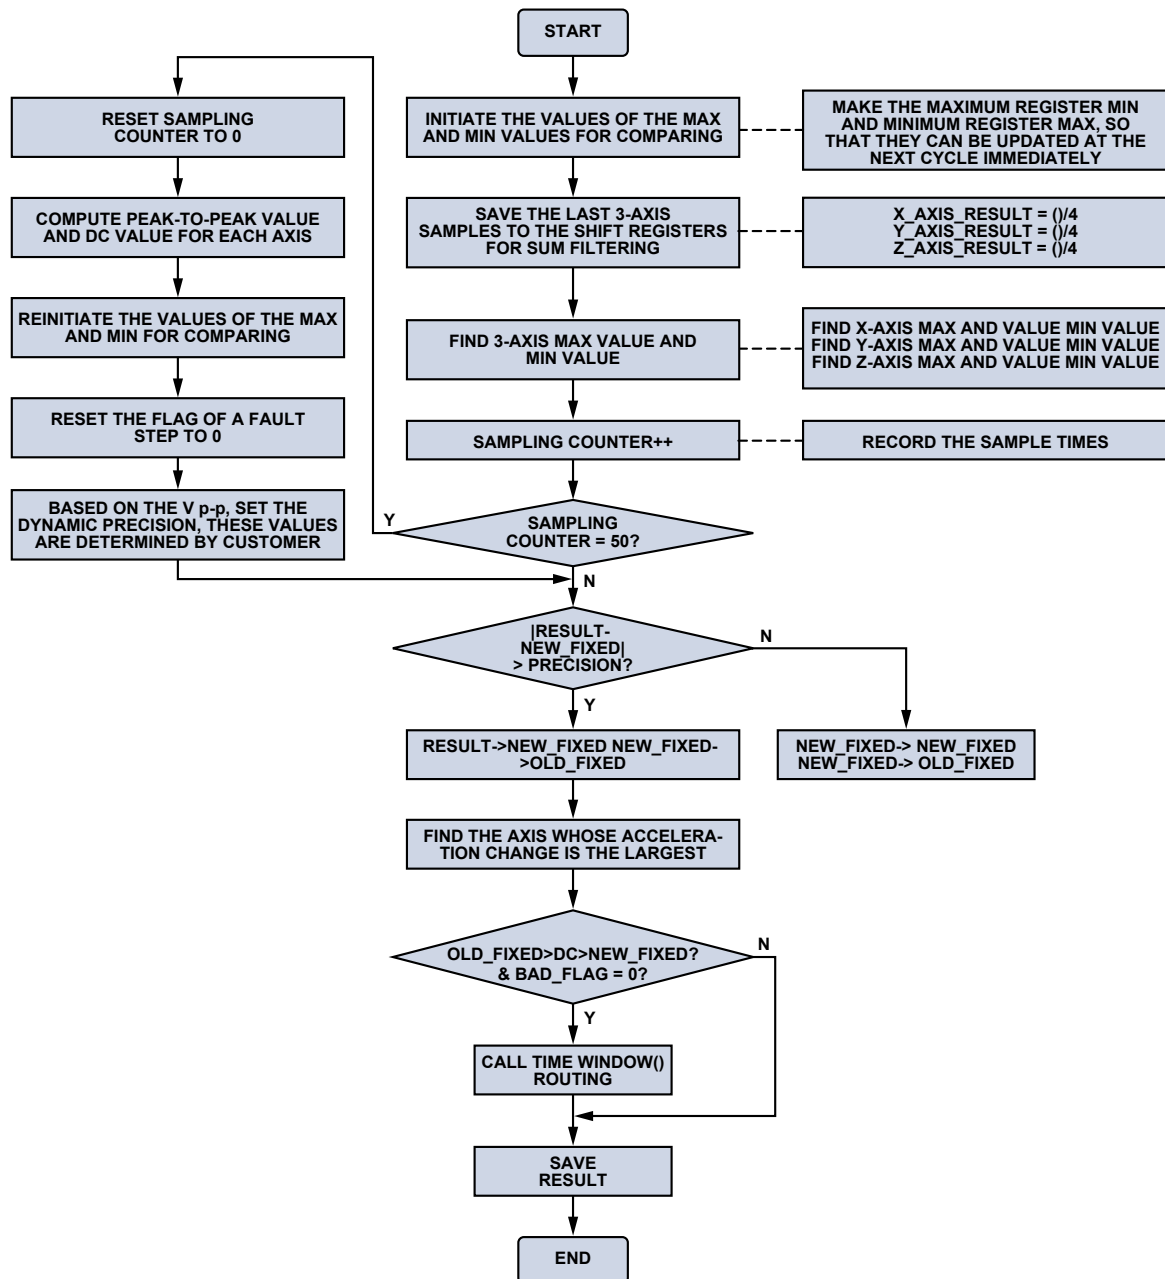 START
RESET SAMPLING
COUNTER TO 0
INITIATE THE VALUES OF THE MAX
AND MIN VALUES FOR COMPARING
MAKE THE MAXIMUM REGISTER MIN
AND MINIMUM REGISTER MAX, SO
THAT THEY CAN BE UPDATED AT THE
NEXT CYCLE IMMEDIATELY
COMPUTE PEAK-TO-PEAK VALUE
AND DC VALUE FOR EACH AXIS
SAVE THE LAST 3-AXIS
SAMPLES TO THE SHIFT REGISTERS
FOR SUM FILTERING
X_AXIS_RESULT = ()/4
Y_AXIS_RESULT = ()/4
Z_AXIS_RESULT = ()/4
REINITIATE THE VALUES OF THE MAX
AND MIN FOR COMPARING
FIND 3-AXIS MAX VALUE AND
MIN VALUE
FIND X-AXIS MAX AND VALUE MIN VALUE
FIND Y-AXIS MAX AND VALUE MIN VALUE
FIND Z-AXIS MAX AND VALUE MIN VALUE
RESET THE FLAG OF A FAULT
STEP TO 0
SAMPLING COUNTER++
RECORD THE SAMPLE TIMES
BASED ON THE V p-p, SET THE
DYNAMIC PRECISION, THESE VALUES
ARE DETERMINED BY CUSTOMER
Y
SAMPLING
COUNTER = 50?
N
|RESULT-
NEW_FIXED|
> PRECISION?
N
Y
RESULT->NEW_FIXED NEW_FIXED-
>OLD_FIXED
NEW_FIXED-> NEW_FIXED
NEW_FIXED-> OLD_FIXED
FIND THE AXIS WHOSE ACCELERA-
TION CHANGE IS THE LARGEST
OLD_FIXED>DC>NEW_FIXED?
& BAD_FLAG = 0?
N
Y
CALL TIME WINDOW()
ROUTING
SAVE
RESULT
END